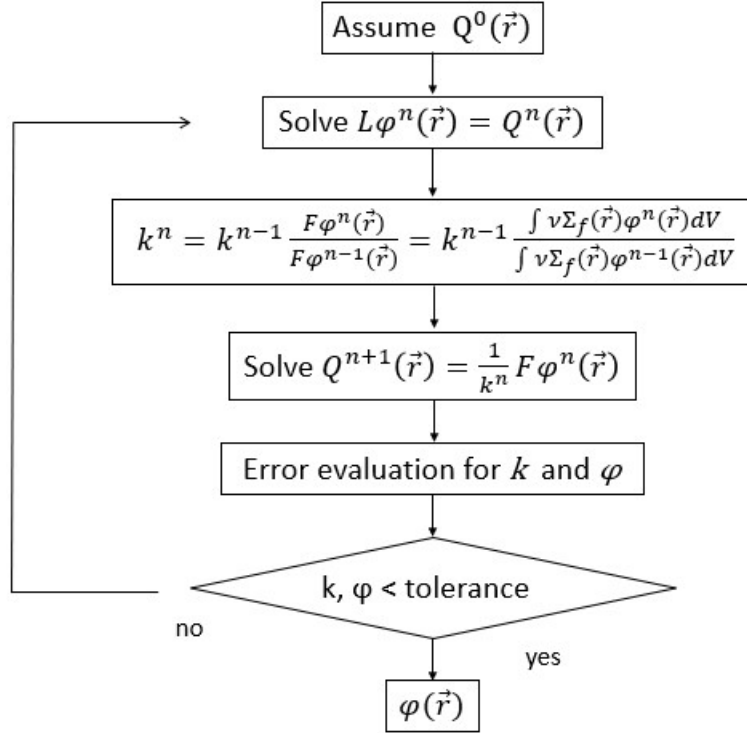 Assume Q⁰(r⃗)
Solve Lφⁿ(r⃗) = Qⁿ(r⃗)
kⁿ = kⁿ⁻¹ Fφⁿ(r⃗)/Fφⁿ⁻¹(r⃗) = kⁿ⁻¹ ∫ νΣ_f(r⃗)φⁿ(r⃗)dV / ∫ νΣ_f(r⃗)φⁿ⁻¹(r⃗)dV
Solve Qⁿ⁺¹(r⃗) = 1/kⁿ Fφⁿ(r⃗)
Error evaluation for k and φ
k, φ < tolerance
no
yes
φ(r⃗)